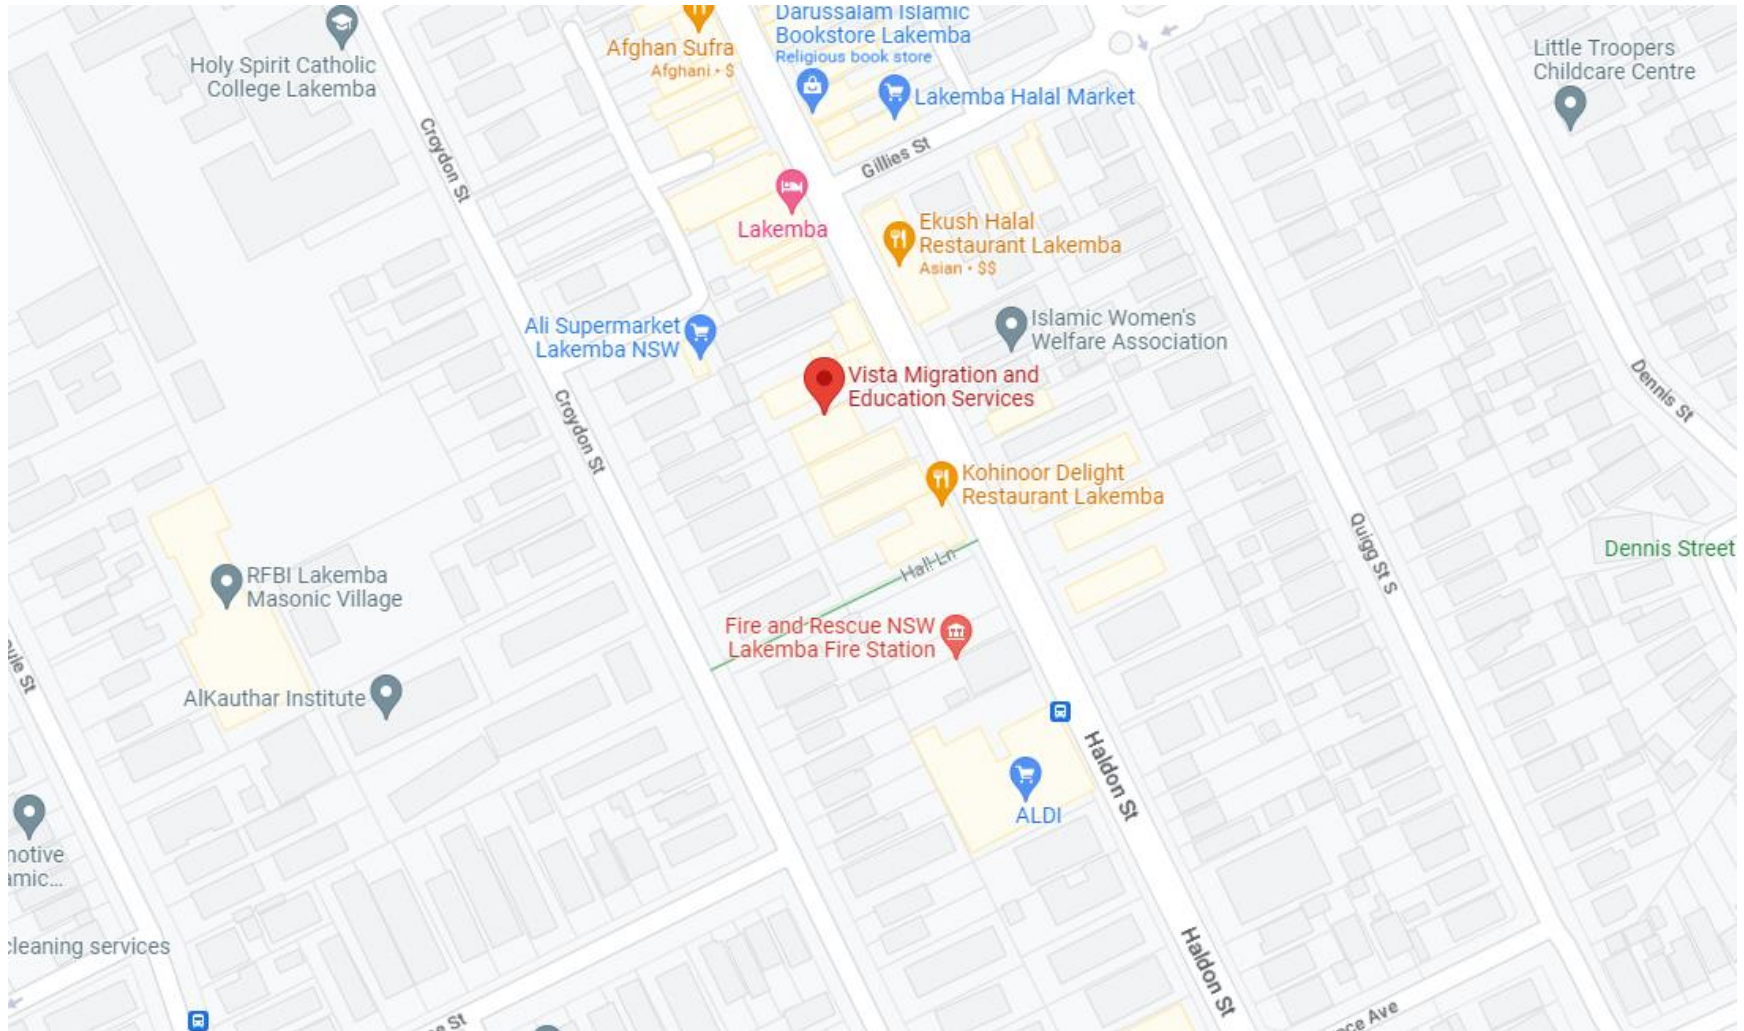 Darussalam Islamic
Bookstore Lakemba
Religious book store
Afghan Sufra
Afghani • $
Holy Spirit Catholic
College Lakemba
Little Troopers
Childcare Centre
Lakemba Halal Market
Croydon St
Gillies St
Lakemba
Ekush Halal
Restaurant Lakemba
Asian • $$
Ali Supermarket
Lakemba NSW
Islamic Women's
Welfare Association
Vista Migration and
Education Services
Dennis St
Croydon St
Kohinoor Delight
Restaurant Lakemba
Quigg St S
Dennis Street
Hall Ln
RFBI Lakemba
Masonic Village
Fire and Rescue NSW
Lakemba Fire Station
St
AlKauthar Institute
Haldon St
ALDI
cleaning services
Haldon St
St
Ave